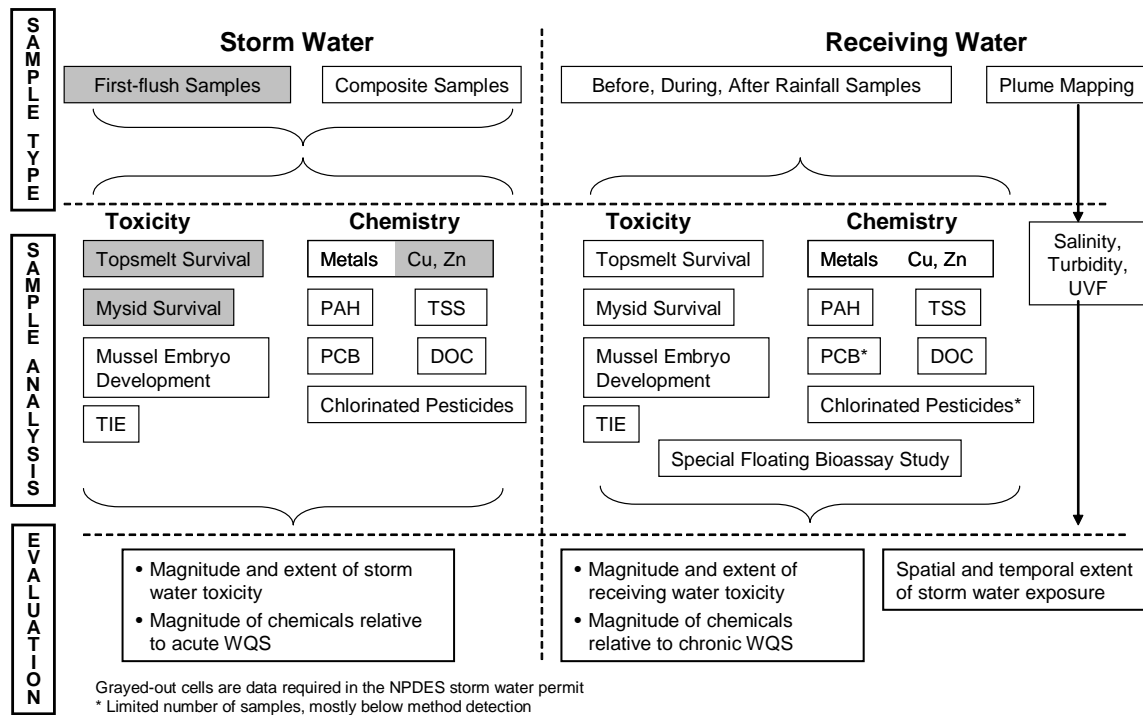 SAMPLE TYPE
Storm Water
Receiving Water
First-flush Samples
Composite Samples
Before, During, After Rainfall Samples
Plume Mapping
SAMPLE ANALYSIS
Toxicity
Chemistry
Topsmelt Survival
Metals Cu, Zn
Mysid Survival
PAH
TSS
Mussel Embryo
Development
PCB
DOC
TIE
Chlorinated Pesticides
Toxicity
Chemistry
Topsmelt Survival
Metals Cu, Zn
Mysid Survival
PAH
TSS
Mussel Embryo
Development
PCB*
DOC
TIE
Chlorinated Pesticides*
Special Floating Bioassay Study
Salinity,
Turbidity,
UVF
EVALUATION
• Magnitude and extent of storm
water toxicity
• Magnitude of chemicals relative
to acute WQS
• Magnitude and extent of
receiving water toxicity
• Magnitude of chemicals
relative to chronic WQS
Spatial and temporal extent
of storm water exposure
Grayed-out cells are data required in the NPDES storm water permit
* Limited number of samples, mostly below method detection